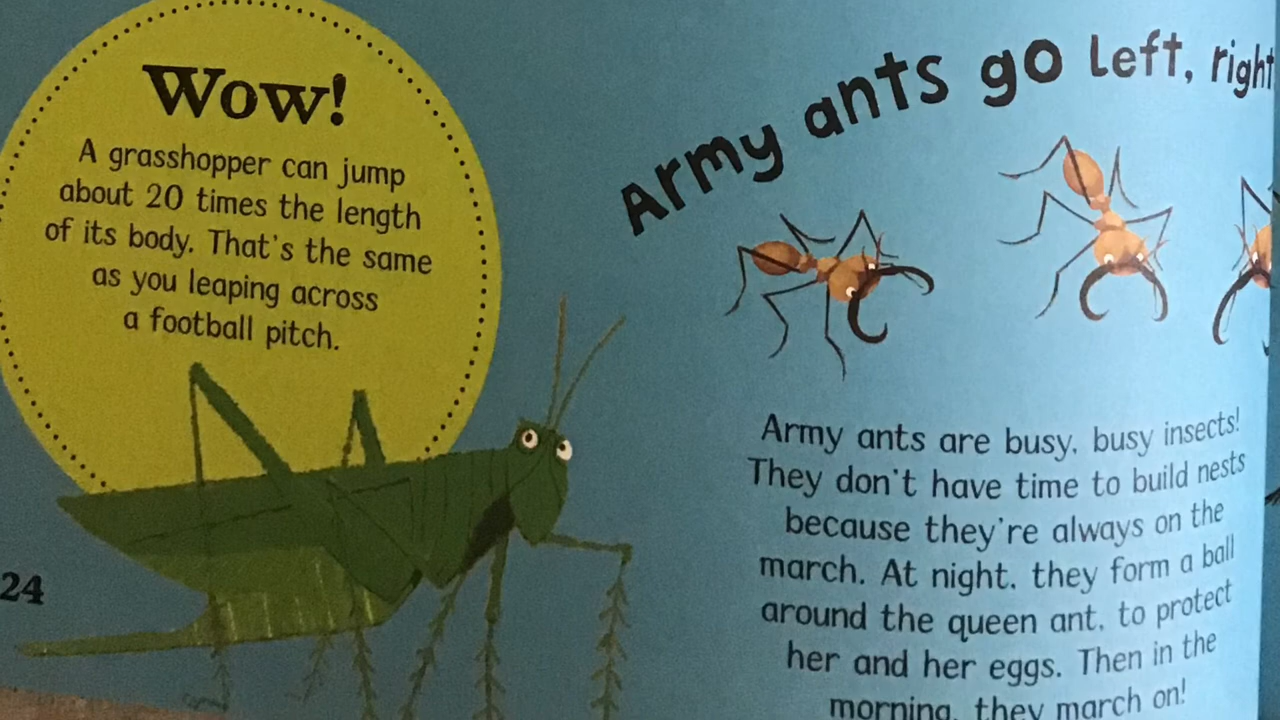 Wow!
A grasshopper can jump
about 20 times the length
of its body. That's the same
as you leaping across
a football pitch.
24
Army ants go left, right
Army ants are busy, busy insects!
They don't have time to build nests
because they're always on the
march. At night, they form a ball
around the queen ant, to protect
her and her eggs. Then in the
morning, they march on!